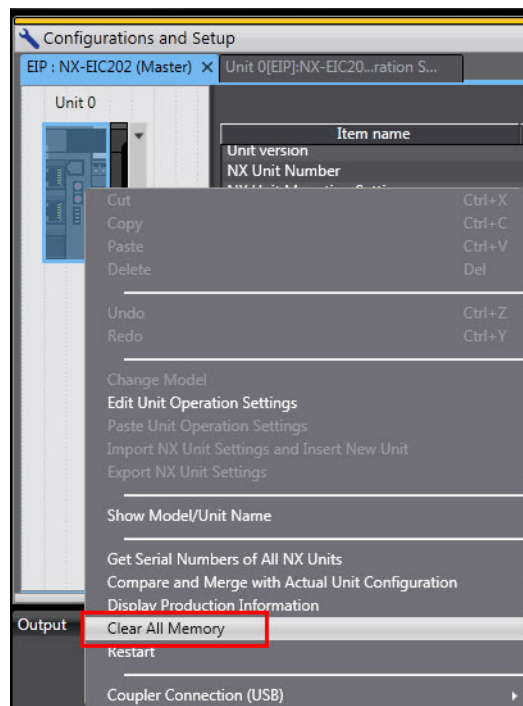 Configurations and Setup
EIP : NX-EIC202 (Master) × Unit 0[EIP]:NX-EIC20...ration S...
Unit 0
Item name
Unit version
NX Unit Number
NX Unit Mounting Setting
Cut Ctrl+X
Copy Ctrl+C
Paste Ctrl+V
Delete Del
Undo Ctrl+Z
Redo Ctrl+Y
Change Model
Edit Unit Operation Settings
Paste Unit Operation Settings
Import NX Unit Settings and Insert New Unit
Export NX Unit Settings
Show Model/Unit Name
Get Serial Numbers of All NX Units
Compare and Merge with Actual Unit Configuration
Display Production Information
Output
Clear All Memory
Restart
Coupler Connection (USB)